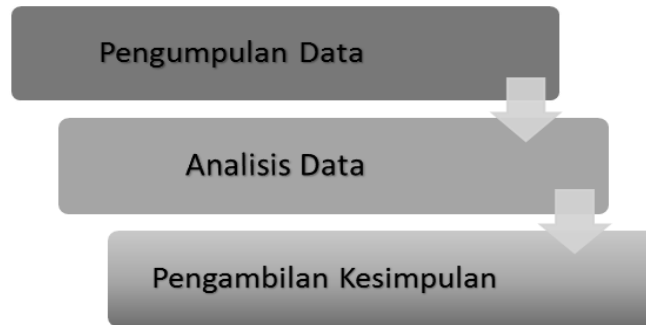 Pengumpulan Data
Analisis Data
Pengambilan Kesimpulan